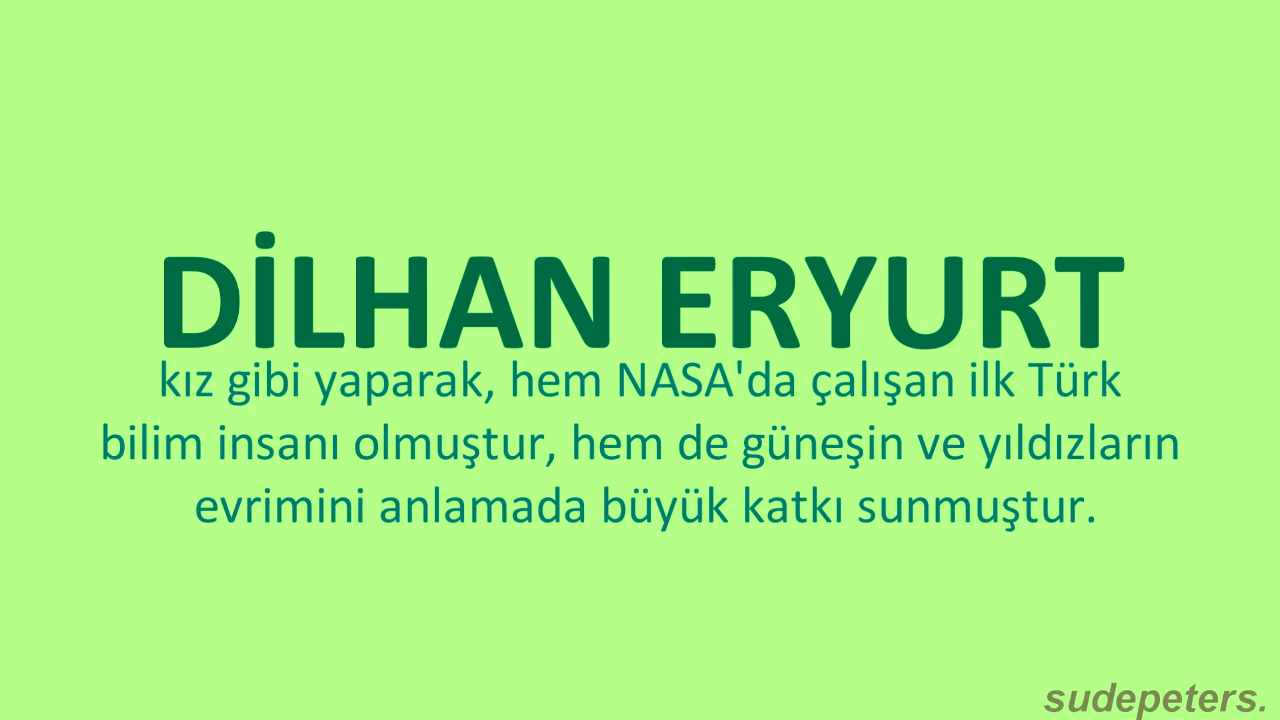 DİLHAN ERYURT
kız gibi yaparak, hem NASA'da çalışan ilk Türk
bilim insanı olmuştur, hem de güneşin ve yıldızların
evrimini anlamada büyük katkı sunmuştur.
sudepeters.